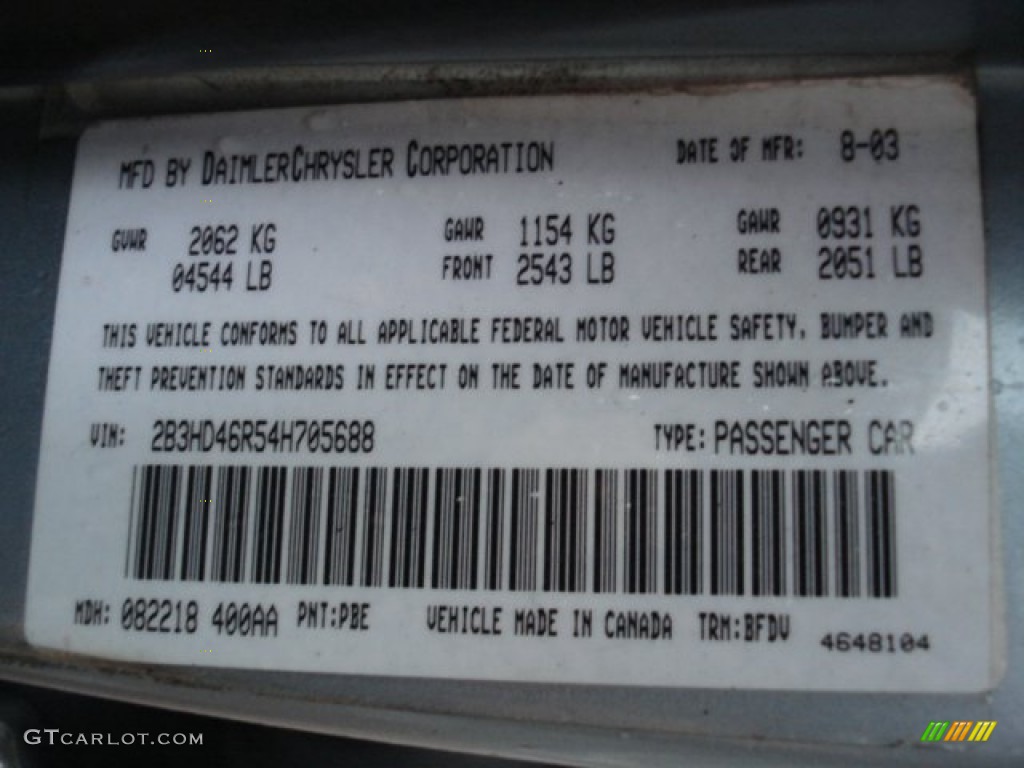 MFD BY DAIMLERCHRYSLER CORPORATION DATE OF MFR: 8-03
GVWR 2062 KG GAWR 1154 KG GAWR 0931 KG
04544 LB FRONT 2543 LB REAR 2051 LB
THIS VEHICLE CONFORMS TO ALL APPLICABLE FEDERAL MOTOR VEHICLE SAFETY, BUMPER AND
THEFT PREVENTION STANDARDS IN EFFECT ON THE DATE OF MANUFACTURE SHOWN ABOVE.
VIN: 2B3HD46R54H705688 TYPE: PASSENGER CAR
MDH: 082218 400AA PNT:PBE VEHICLE MADE IN CANADA TRM:BFDV 4648104
GTCARLOT.COM